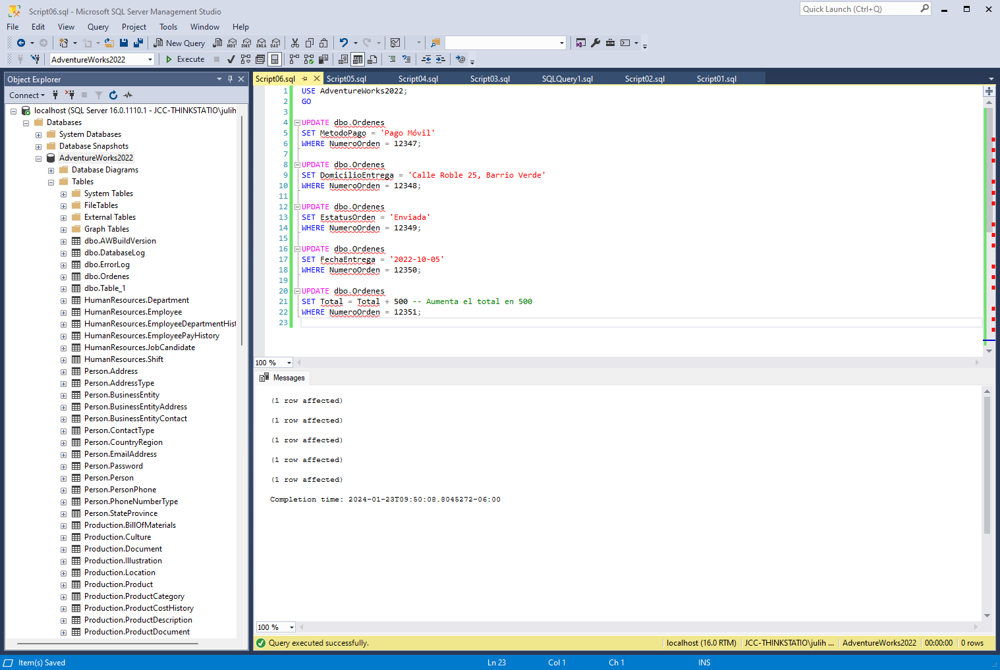 Script06.sql - Microsoft SQL Server Management Studio
Quick Launch (Ctrl+Q)
File Edit View Query Project Tools Window Help
New Query MDX DMX XMLA DAX
AdventureWorks2022 Execute
Object Explorer
Connect
localhost (SQL Server 16.0.1110.1 - JCC-THINKSTATIO\julih
Databases
System Databases
Database Snapshots
AdventureWorks2022
Database Diagrams
Tables
System Tables
FileTables
External Tables
Graph Tables
dbo.AWBuildVersion
dbo.DatabaseLog
dbo.ErrorLog
dbo.Ordenes
dbo.Table_1
HumanResources.Department
HumanResources.Employee
HumanResources.EmployeeDepartmentHist
HumanResources.EmployeePayHistory
HumanResources.JobCandidate
HumanResources.Shift
Person.Address
Person.AddressType
Person.BusinessEntity
Person.BusinessEntityAddress
Person.BusinessEntityContact
Person.ContactType
Person.CountryRegion
Person.EmailAddress
Person.Password
Person.Person
Person.PersonPhone
Person.PhoneNumberType
Person.StateProvince
Production.BillOfMaterials
Production.Culture
Production.Document
Production.Illustration
Production.Location
Production.Product
Production.ProductCategory
Production.ProductCostHistory
Production.ProductDescription
Production.ProductDocument
Script06.sql Script05.sql Script04.sql Script03.sql SQLQuery1.sql Script02.sql Script01.sql
1 USE AdventureWorks2022;
2 GO
3
4 UPDATE dbo.Ordenes
5 SET MetodoPago = 'Pago Móvil'
6 WHERE NumeroOrden = 12347;
7
8 UPDATE dbo.Ordenes
9 SET DomicilioEntrega = 'Calle Roble 25, Barrio Verde'
10 WHERE NumeroOrden = 12348;
11
12 UPDATE dbo.Ordenes
13 SET EstatusOrden = 'Enviada'
14 WHERE NumeroOrden = 12349;
15
16 UPDATE dbo.Ordenes
17 SET FechaEntrega = '2022-10-05'
18 WHERE NumeroOrden = 12350;
19
20 UPDATE dbo.Ordenes
21 SET Total = Total + 500 -- Aumenta el total en 500
22 WHERE NumeroOrden = 12351;
23
100 %
Messages
(1 row affected)
(1 row affected)
(1 row affected)
(1 row affected)
(1 row affected)
Completion time: 2024-01-23T09:50:08.8045272-06:00
100 %
Query executed successfully. localhost (16.0 RTM) JCC-THINKSTATIO\julih ... AdventureWorks2022 00:00:00 0 rows
Item(s) Saved Ln 23 Col 1 Ch 1 INS